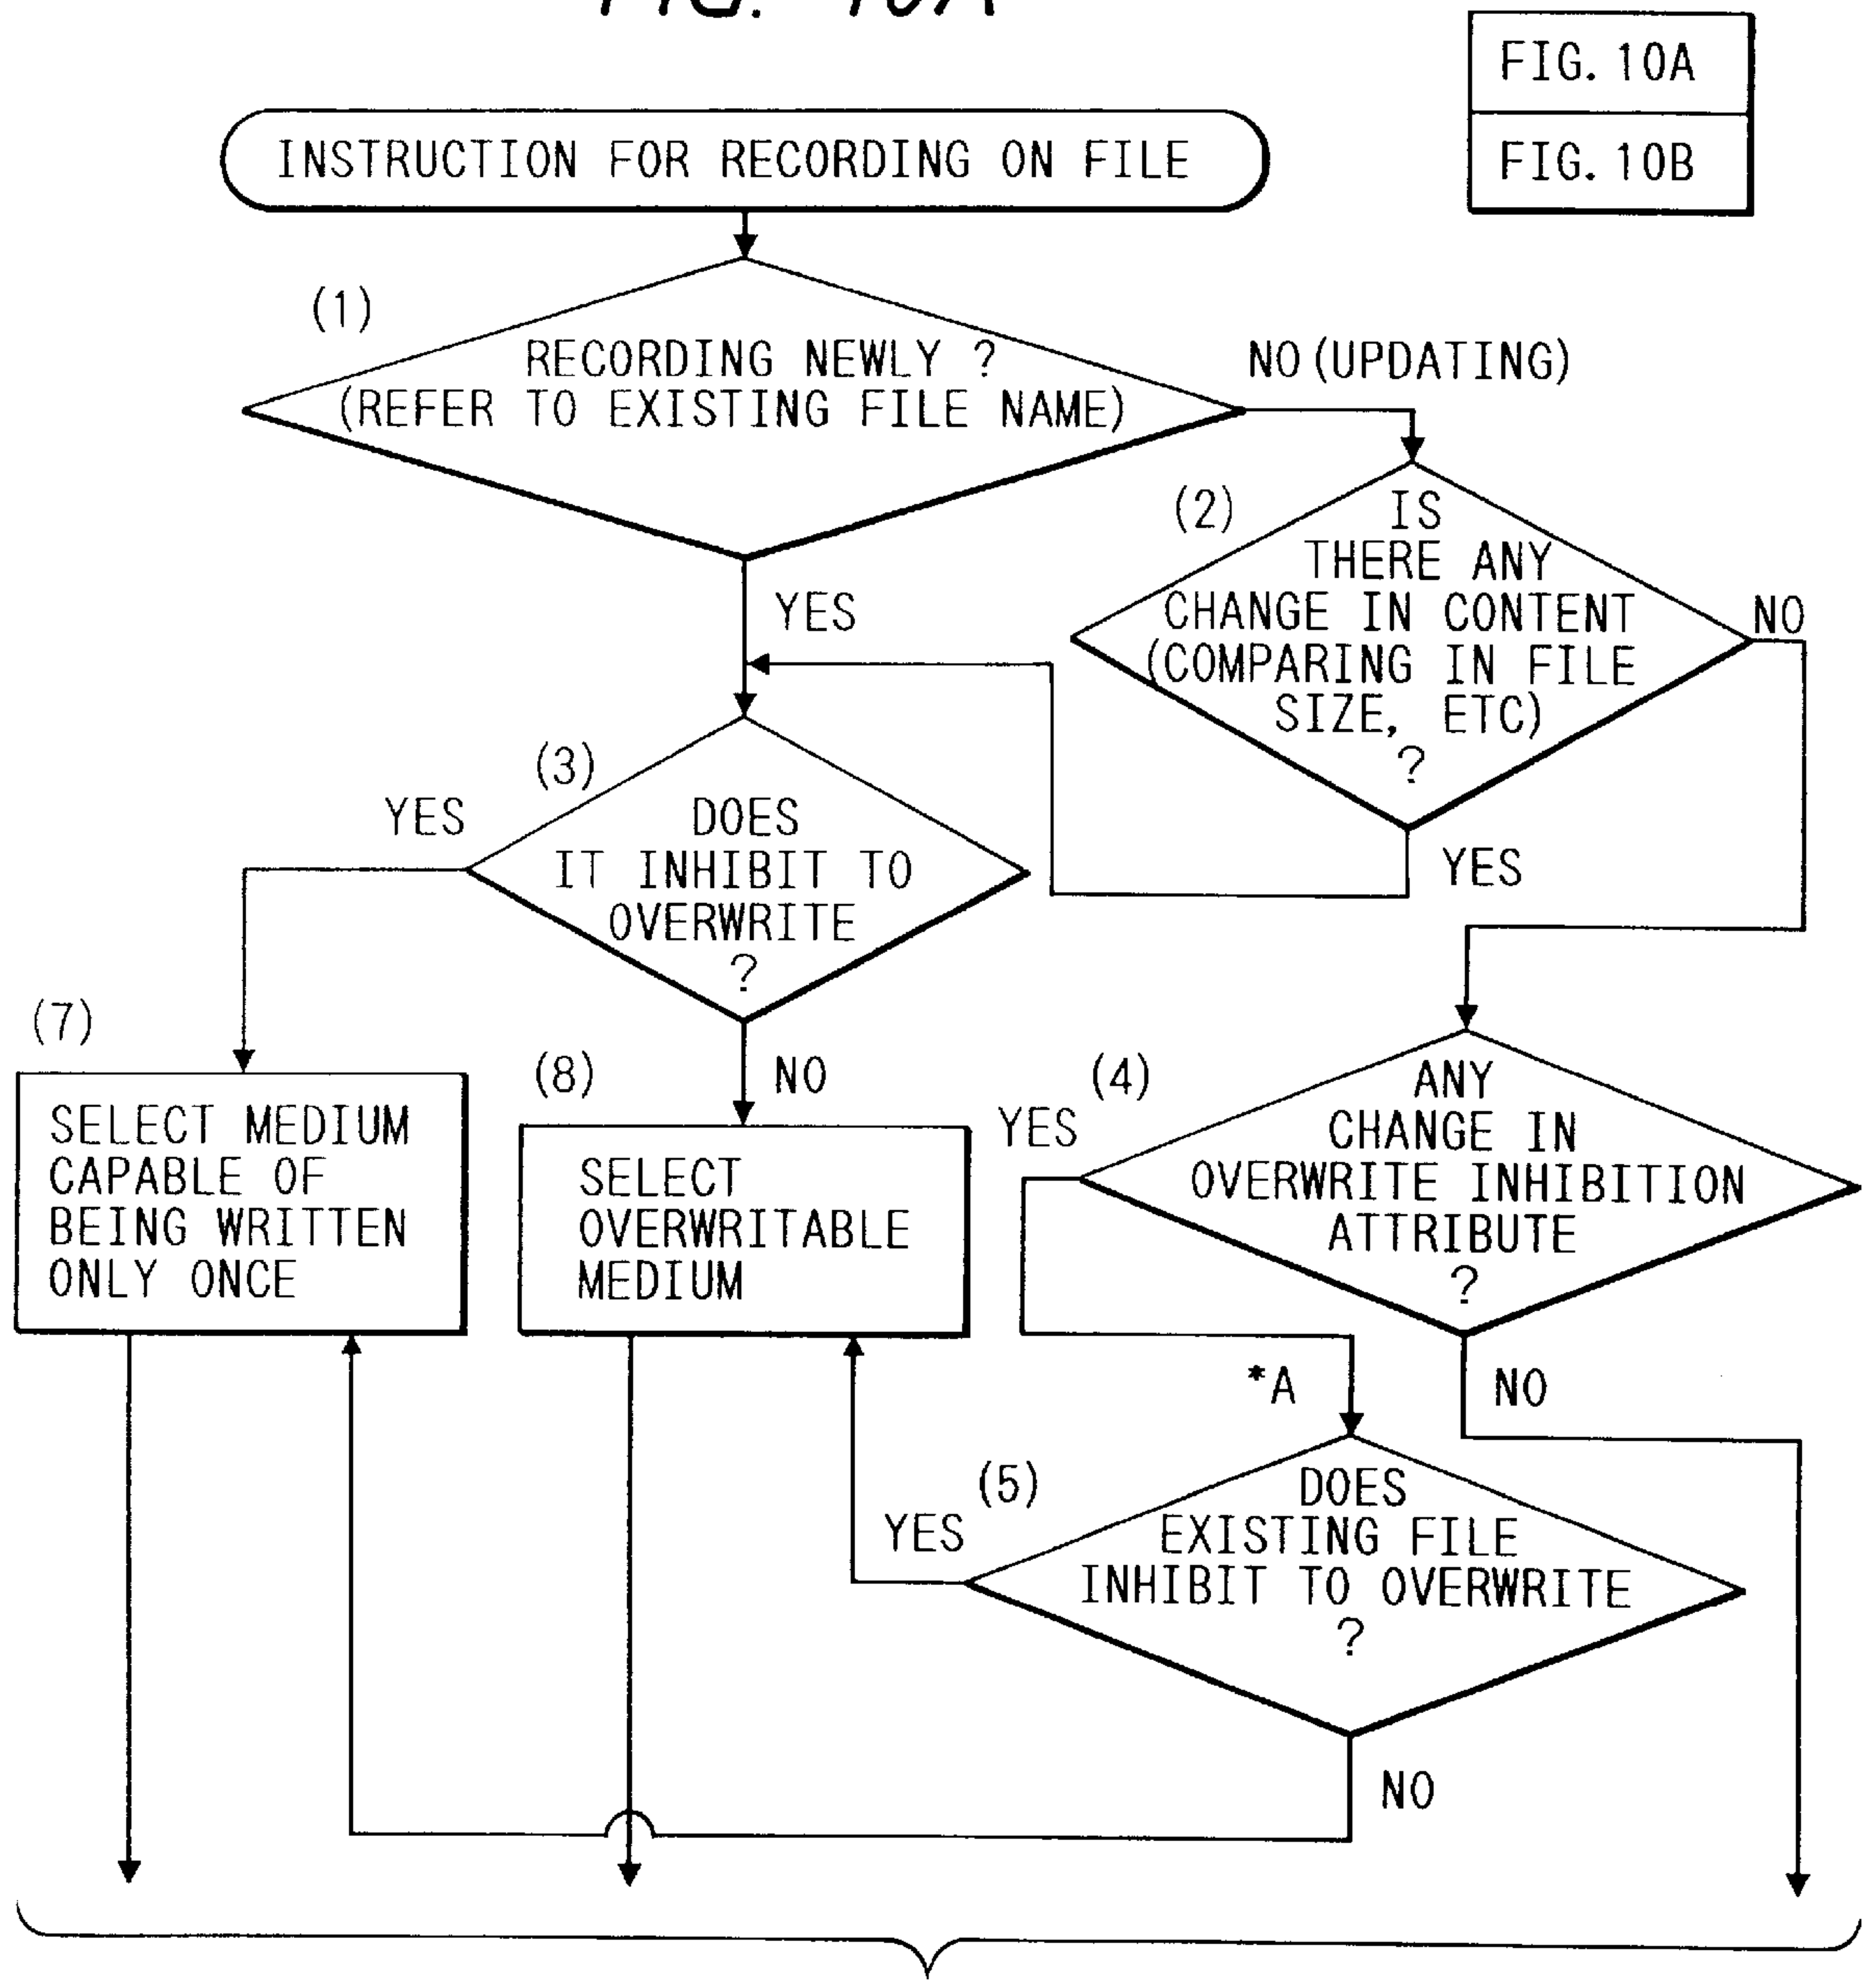 FIG. 10A
FIG. 10A
FIG. 10B
INSTRUCTION FOR RECORDING ON FILE
(1)
RECORDING NEWLY ?
(REFER TO EXISTING FILE NAME)
NO (UPDATING)
YES
(2)
IS
THERE ANY
CHANGE IN CONTENT
(COMPARING IN FILE
SIZE, ETC)
?
NO
YES
(3)
YES
DOES
IT INHIBIT TO
OVERWRITE
?
NO
(7)
SELECT MEDIUM
CAPABLE OF
BEING WRITTEN
ONLY ONCE
(8)
SELECT
OVERWRITABLE
MEDIUM
(4)
YES
ANY
CHANGE IN
OVERWRITE INHIBITION
ATTRIBUTE
?
*A
NO
(5)
YES
DOES
EXISTING FILE
INHIBIT TO OVERWRITE
?
NO